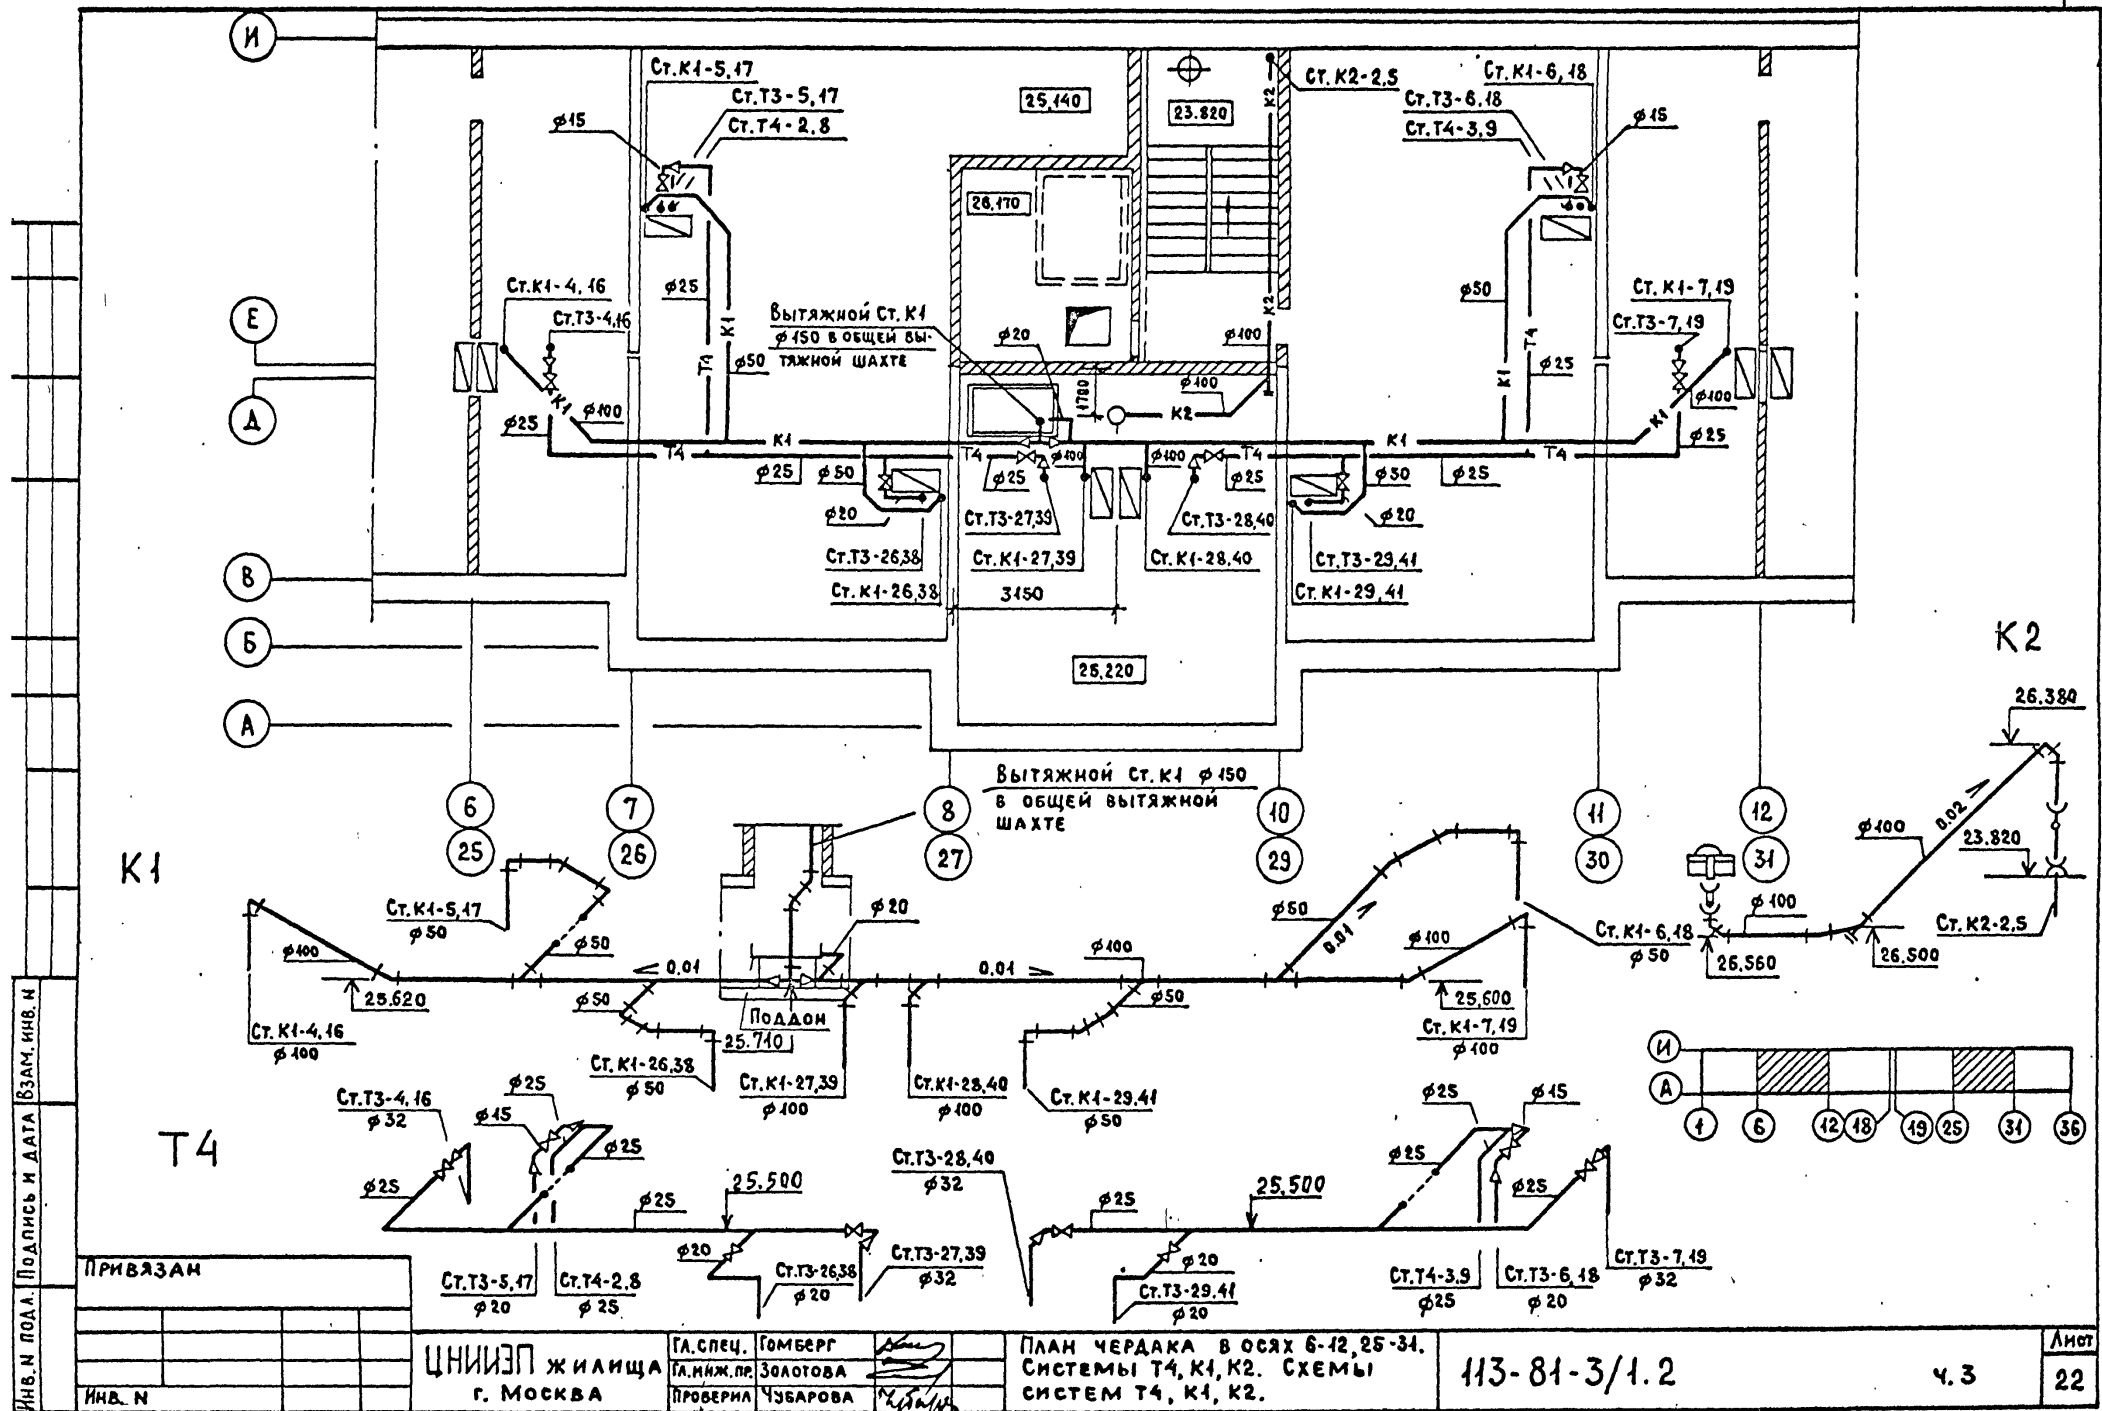 И
Ст.К1-5,17
Ст.Т3-5,17
Ст.Т4-2,8
ф15
25,140
23.820
К2
Ст.К2-2,5
Ст.К1-6,18
Ст.Т3-6,18
Ст.Т4-3,9
ф15
26,170
Ст.К1-4,16
Ст.Т3-4,16
ф25
К1
Т4
ф50
Вытяжной Ст.К1
ф150 в общей вы-
тяжной шахте
ф20
К2
ф100
ф50
Т4
К1
ф25
Ст.К1-7,19
Ст.Т3-7,19
Е
Д
К1
ф100
ф25
1700
ф100
К2
ф100
К1
ф25
К1
К1
Т4
Т4
Т4
Т4
ф25
ф50
ф25
ф100
ф100
ф25
ф50
ф25
ф20
Ст.Т3-27,39
Ст.Т3-28,40
ф20
Ст.Т3-26,38
Ст.К1-27,39
Ст.К1-28,40
Ст.Т3-29,41
Ст.К1-26,38
3150
Ст.К1-29,41
В
Б
А
25,220
К2
26.380
6
25
7
26
8
27
10
29
11
30
12
31
Вытяжной Ст.К1 ф150
в общей вытяжной
шахте
К1
Ст.К1-5,17
ф50
ф50
ф100
25.620
Ст.К1-4,16
ф100
0,01
ф20
Поддон
25.710
ф50
Ст.К1-26,38
ф50
Ст.К1-27,39
ф100
Ст.К1-28,40
ф100
0,01
ф100
ф50
Ст.К1-29,41
ф50
ф50
0.01
ф100
25,600
Ст.К1-7,19
ф100
Ст.К1-6,18
ф50
ф100
0.02
23.820
ф100
Ст.К2-2,5
26,560
26,500
И
А
1
6
12
18
19
25
31
36
Т4
Ст.Т3-4,16
ф32
ф25
ф15
ф25
ф25
ф25
25.500
ф20
Ст.Т3-5,17
ф20
Ст.Т4-2,8
ф25
Ст.Т3-26,38
ф20
Ст.Т3-27,39
ф32
Ст.Т3-28,40
ф32
ф25
25,500
ф20
Ст.Т3-29,41
ф20
ф25
ф15
ф25
ф25
Ст.Т4-3,9
ф25
Ст.Т3-6,18
ф20
Ст.Т3-7,19
ф32
Инв.N подл.
Подпись и дата
Взам.инв.N
Привязан
Инв. N
ЦНИИЭП жилища
г. Москва
Гл.спец. Гомберг
Гл.инж.пр. Золотова
Проверил Чубарова
План чердака в осях 6-12,25-31.
Системы Т4, К1, К2. Схемы
систем Т4, К1, К2.
113-81-3/1.2
ч.3
Лист
22